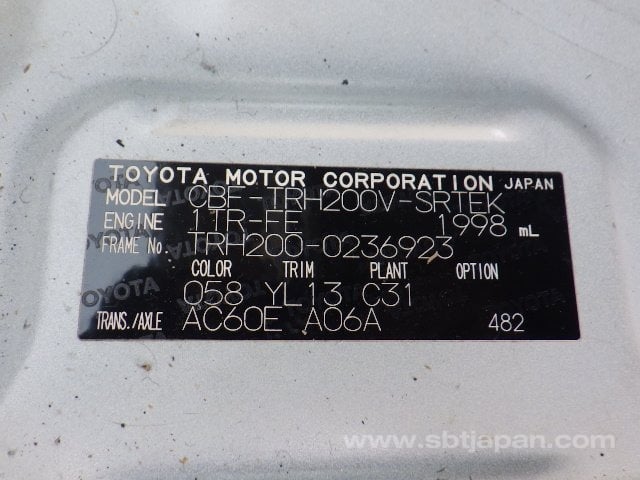 TOYOTA MOTOR CORPORATION JAPAN
MODEL CBF-TRH200V-SRTEK
ENGINE 1TR-FE 1998 mL
FRAME No. TRH200-0236923
COLOR TRIM PLANT OPTION
058 YL13 C31
TRANS./AXLE AC60E A06A 482
www.sbtjapan.com